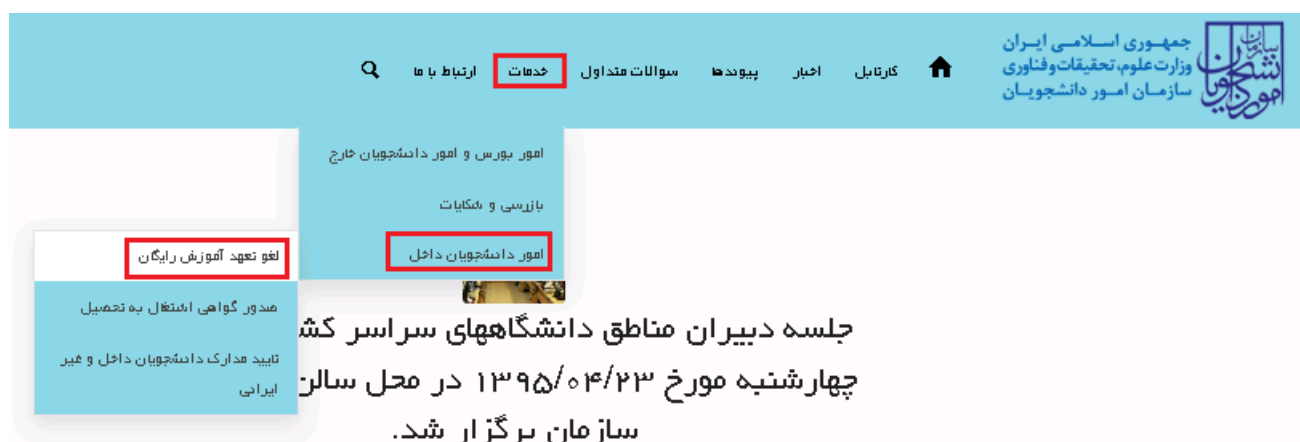 سازمان
امور دانشجویان
جمهوری اسلامی ایران
وزارت علوم، تحقیقات و فناوری
سازمان امور دانشجویان
کارتابل
اخبار
پیوندها
سوالات متداول
خدمات
ارتباط با ما
امور بورس و امور دانشجویان خارج
بازرسی و شکایات
امور دانشجویان داخل
لغو تعهد آموزش رایگان
صدور گواهی اشتغال به تحصیل
تایید مدارک دانشجویان داخل و غیر
ایرانی
جلسه دبیران مناطق دانشگاههای سراسر کش
چهارشنبه مورخ ۱۳۹۵/۰۴/۲۳ در محل سالن
سازمان برگزار شد.